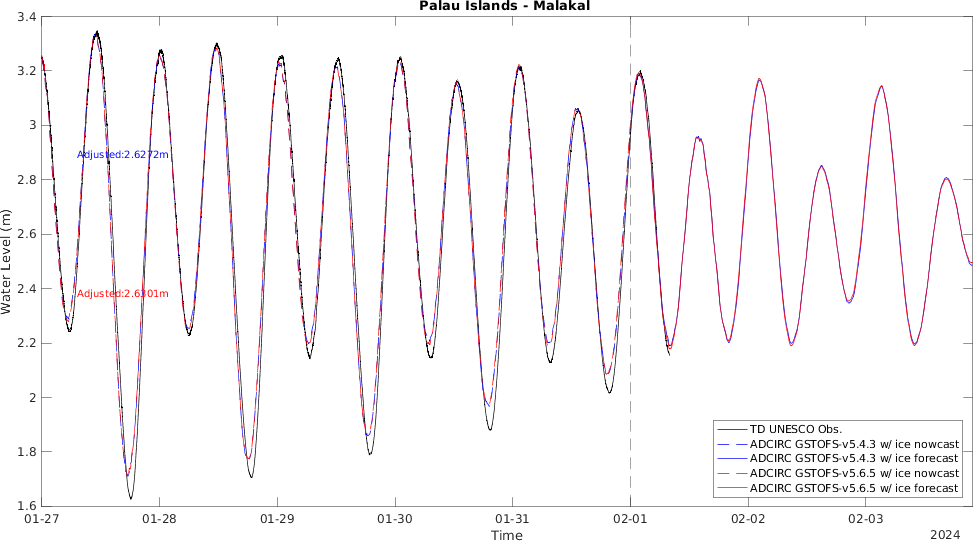 Palau Islands - Malakal
3.4
3.2
3
2.8
2.6
2.4
2.2
2
1.8
1.6
Water Level (m)
Adjusted:2.6272m
Adjusted:2.6301m
TD UNESCO Obs.
ADCIRC GSTOFS-v5.4.3 w/ ice nowcast
ADCIRC GSTOFS-v5.4.3 w/ ice forecast
ADCIRC GSTOFS-v5.6.5 w/ ice nowcast
ADCIRC GSTOFS-v5.6.5 w/ ice forecast
01-27 01-28 01-29 01-30 01-31 02-01 02-02 02-03
Time
2024